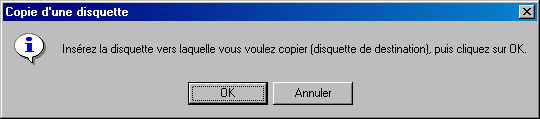 Copie d'une disquette
Insérez la disquette vers laquelle vous voulez copier (disquette de destination), puis cliquez sur OK.
OK
Annuler